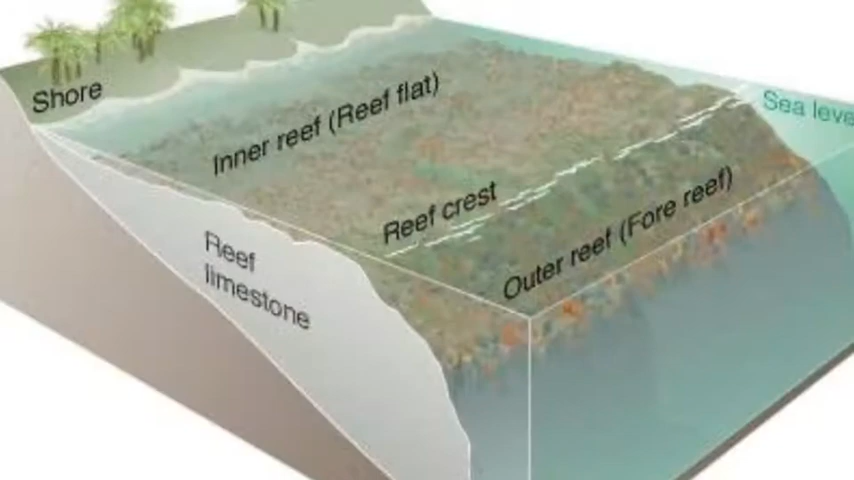 Shore
Inner reef (Reef flat)
Sea leve
Reef crest
Outer reef (Fore reef)
Reef
limestone